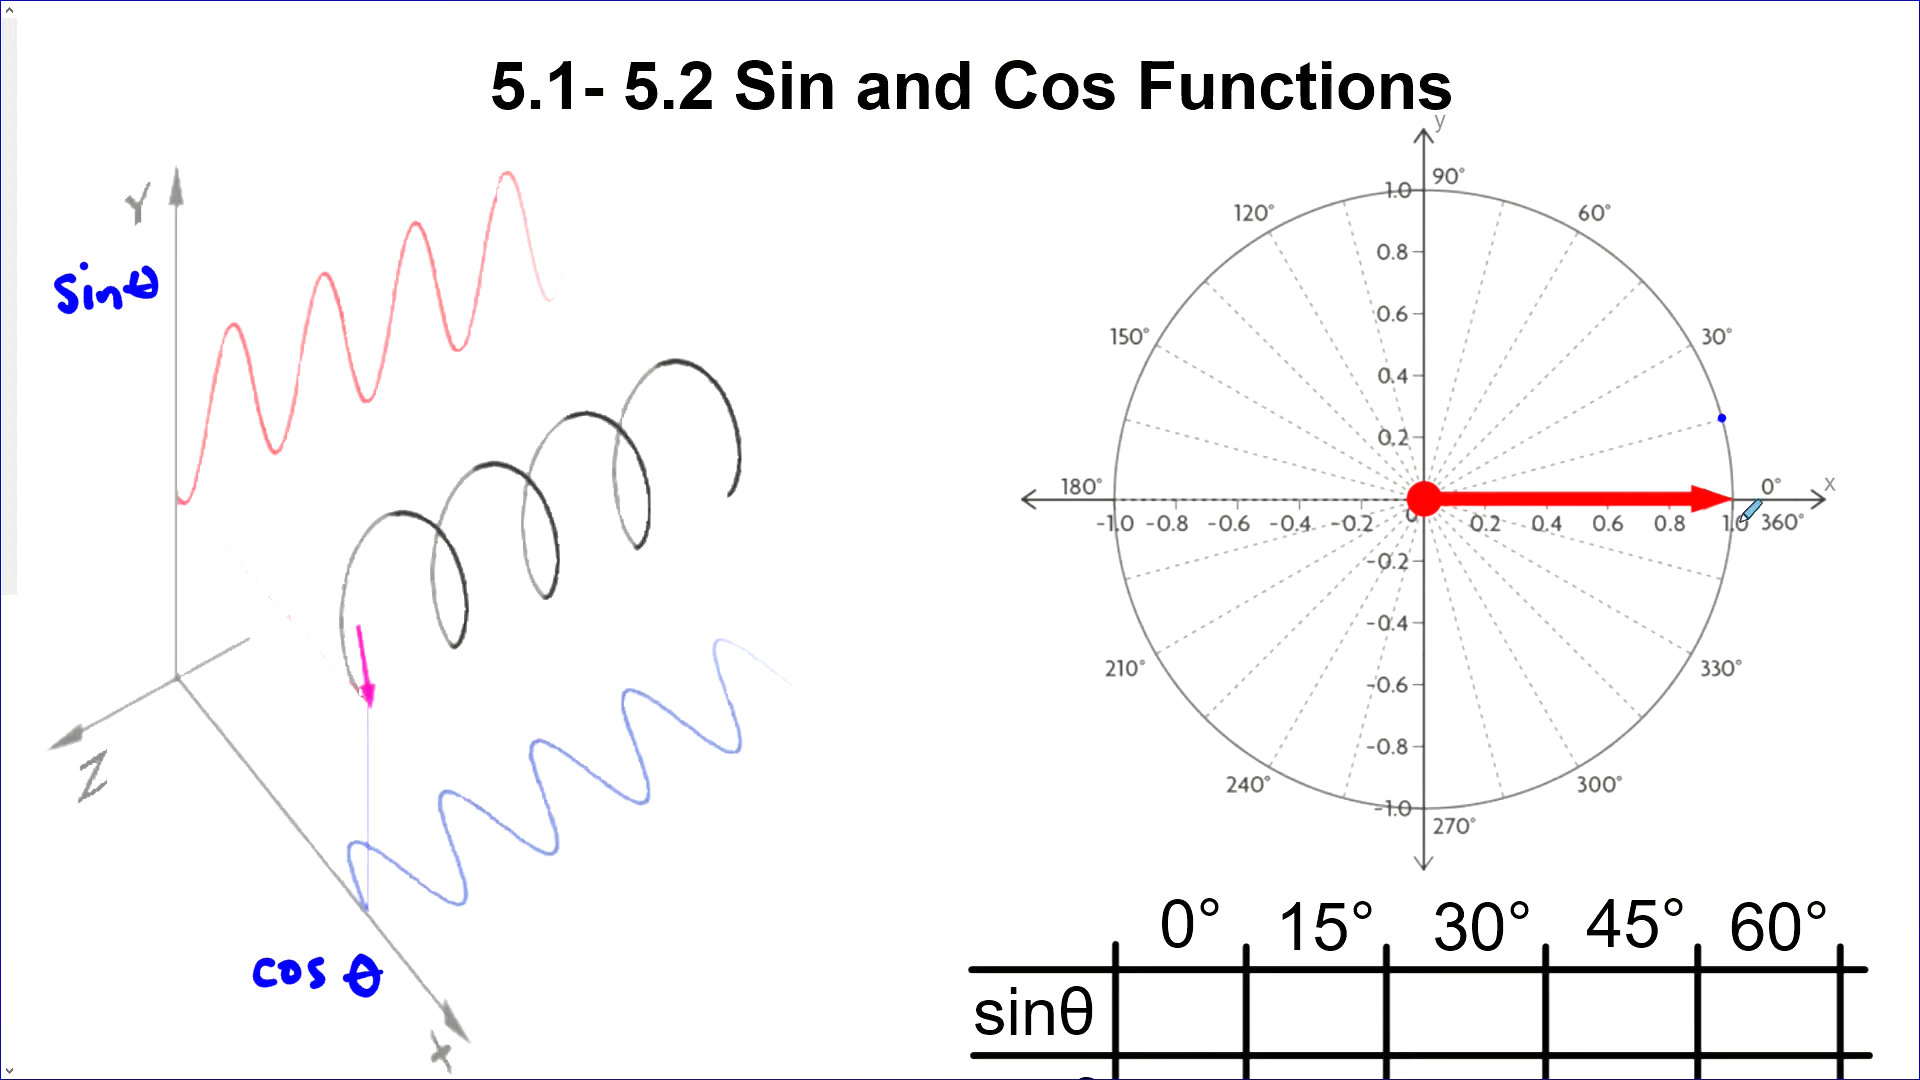 5.1- 5.2 Sin and Cos Functions
Y
sinθ
Z
cos θ
X
y
1.0 90°
120° 60°
0.8
0.6
150° 30°
0.4
0.2
180° 0° x
-1.0 -0.8 -0.6 -0.4 -0.2 0 0.2 0.4 0.6 0.8 1.0 360°
-0.2
-0.4
210° 330°
-0.6
-0.8
240° 300°
-1.0
270°
0° 15° 30° 45° 60°
sinθ